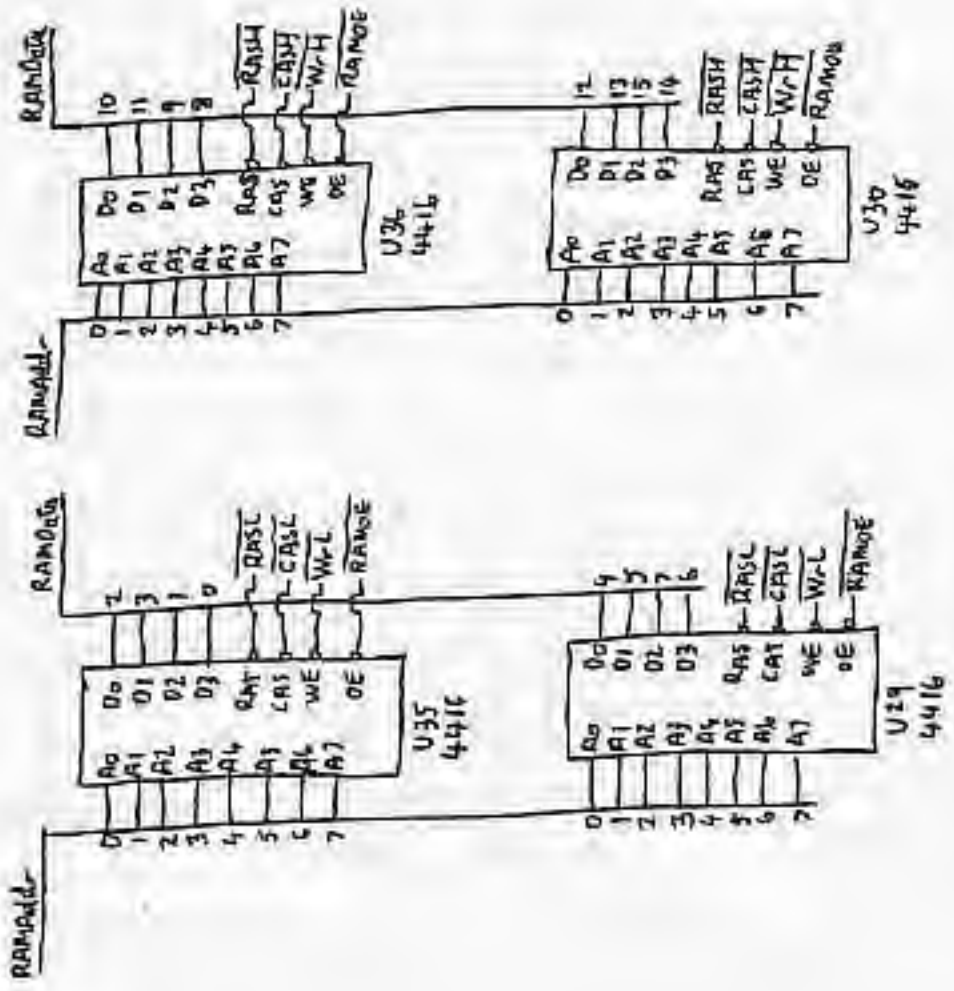 RAMAddr
RAMData
0 A0 D0 2
1 A1 D1 3
2 A2 D2 1
3 A3 D3 0
4 A4 RAS RASL
5 A5 CAS CASL
6 A6 WE WrL
7 A7 OE RAMOE
U35
4416
0 A0 D0 4
1 A1 D1 5
2 A2 D2 7
3 A3 D3 6
4 A4
5 A5 RAS RASL
6 A6 CAS CASL
7 A7 WE WrL
OE RAMOE
U29
4416
RAMAddr
RAMData
0 A0 D0 10
1 A1 D1 11
2 A2 D2 9
3 A3 D3 8
4 A4 RAS RASH
5 A5 CAS CASH
6 A6 WE WrH
7 A7 OE RAMOE
U36
4416
0 A0 D0 12
1 A1 D1 13
2 A2 D2 15
3 A3 D3 14
4 A4
5 A5 RAS RASH
6 A6 CAS CASH
7 A7 WE WrH
OE RAMOE
U30
4416